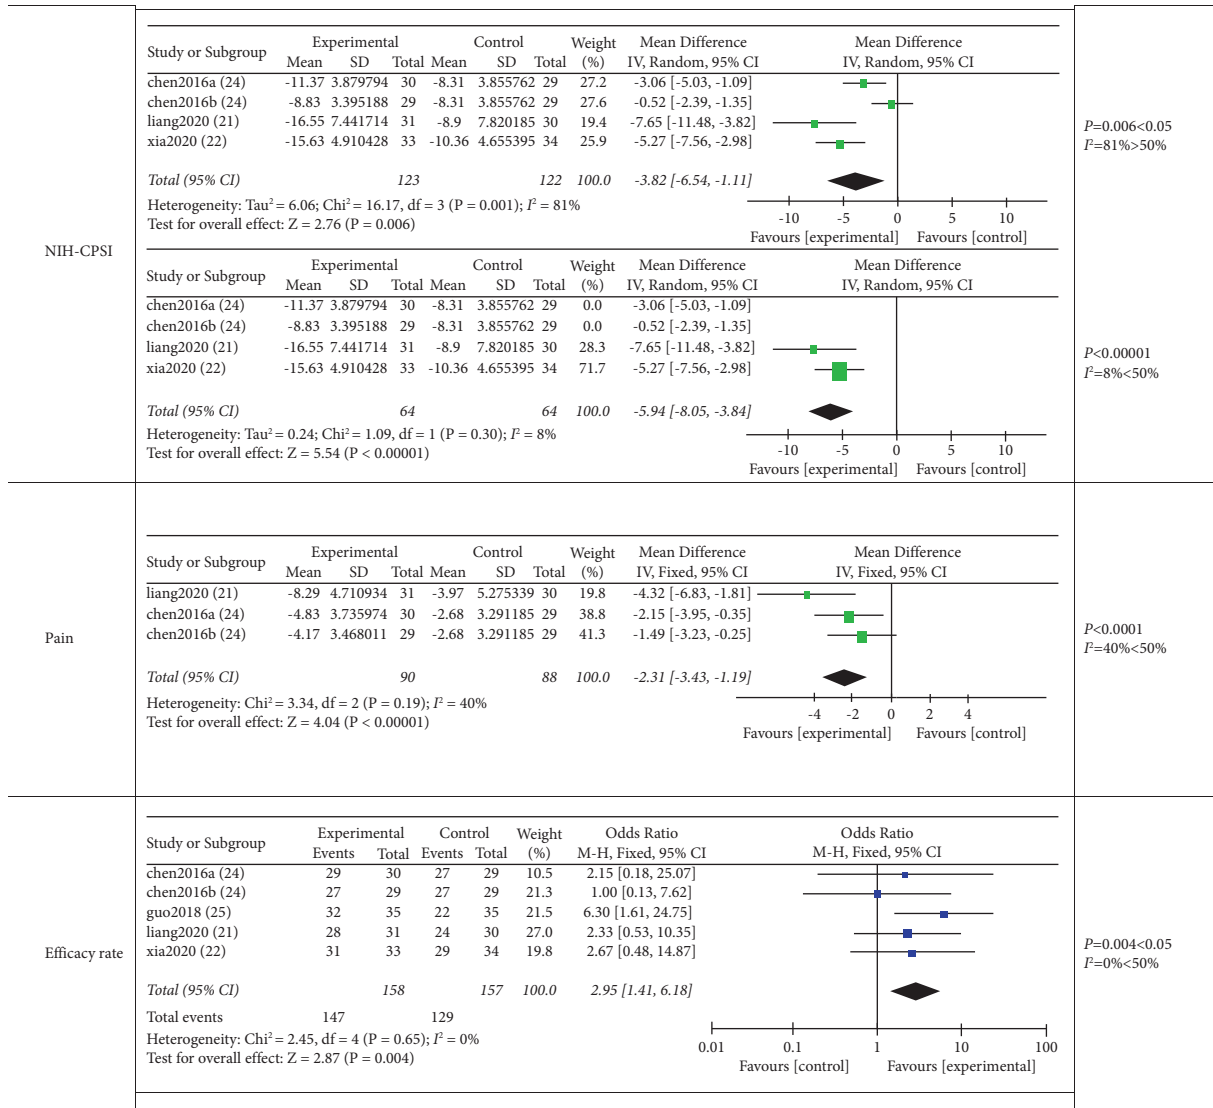 NIH-CPSI
Study or Subgroup Experimental Control Weight Mean Difference Mean Difference
Mean SD Total Mean SD Total (%) IV, Random, 95% CI IV, Random, 95% CI
chen2016a (24) -11.37 3.879794 30 -8.31 3.855762 29 27.2 -3.06 [-5.03, -1.09]
chen2016b (24) -8.83 3.395188 29 -8.31 3.855762 29 27.6 -0.52 [-2.39, -1.35]
liang2020 (21) -16.55 7.441714 31 -8.9 7.820185 30 19.4 -7.65 [-11.48, -3.82]
xia2020 (22) -15.63 4.910428 33 -10.36 4.655395 34 25.9 -5.27 [-7.56, -2.98]
Total (95% CI) 123 122 100.0 -3.82 [-6.54, -1.11]
Heterogeneity: Tau² = 6.06; Chi² = 16.17, df = 3 (P = 0.001); I² = 81%
Test for overall effect: Z = 2.76 (P = 0.006)
-10 -5 0 5 10
Favours [experimental] Favours [control]
P=0.006<0.05
I²=81%>50%
Study or Subgroup Experimental Control Weight Mean Difference Mean Difference
Mean SD Total Mean SD Total (%) IV, Random, 95% CI IV, Random, 95% CI
chen2016a (24) -11.37 3.879794 30 -8.31 3.855762 29 0.0 -3.06 [-5.03, -1.09]
chen2016b (24) -8.83 3.395188 29 -8.31 3.855762 29 0.0 -0.52 [-2.39, -1.35]
liang2020 (21) -16.55 7.441714 31 -8.9 7.820185 30 28.3 -7.65 [-11.48, -3.82]
xia2020 (22) -15.63 4.910428 33 -10.36 4.655395 34 71.7 -5.27 [-7.56, -2.98]
Total (95% CI) 64 64 100.0 -5.94 [-8.05, -3.84]
Heterogeneity: Tau² = 0.24; Chi² = 1.09, df = 1 (P = 0.30); I² = 8%
Test for overall effect: Z = 5.54 (P < 0.00001)
-10 -5 0 5 10
Favours [experimental] Favours [control]
P<0.00001
I²=8%<50%
Pain
Study or Subgroup Experimental Control Weight Mean Difference Mean Difference
Mean SD Total Mean SD Total (%) IV, Fixed, 95% CI IV, Fixed, 95% CI
liang2020 (21) -8.29 4.710934 31 -3.97 5.275339 30 19.8 -4.32 [-6.83, -1.81]
chen2016a (24) -4.83 3.735974 30 -2.68 3.291185 29 38.8 -2.15 [-3.95, -0.35]
chen2016b (24) -4.17 3.468011 29 -2.68 3.291185 29 41.3 -1.49 [-3.23, -0.25]
Total (95% CI) 90 88 100.0 -2.31 [-3.43, -1.19]
Heterogeneity: Chi² = 3.34, df = 2 (P = 0.19); I² = 40%
Test for overall effect: Z = 4.04 (P < 0.00001)
-4 -2 0 2 4
Favours [experimental] Favours [control]
P<0.0001
I²=40%<50%
Efficacy rate
Study or Subgroup Experimental Control Weight Odds Ratio Odds Ratio
Events Total Events Total (%) M-H, Fixed, 95% CI M-H, Fixed, 95% CI
chen2016a (24) 29 30 27 29 10.5 2.15 [0.18, 25.07]
chen2016b (24) 27 29 27 29 21.3 1.00 [0.13, 7.62]
guo2018 (25) 32 35 22 35 21.5 6.30 [1.61, 24.75]
liang2020 (21) 28 31 24 30 27.0 2.33 [0.53, 10.35]
xia2020 (22) 31 33 29 34 19.8 2.67 [0.48, 14.87]
Total (95% CI) 158 157 100.0 2.95 [1.41, 6.18]
Total events 147 129
Heterogeneity: Chi² = 2.45, df = 4 (P = 0.65); I² = 0%
Test for overall effect: Z = 2.87 (P = 0.004)
0.01 0.1 1 10 100
Favours [control] Favours [experimental]
P=0.004<0.05
I²=0%<50%